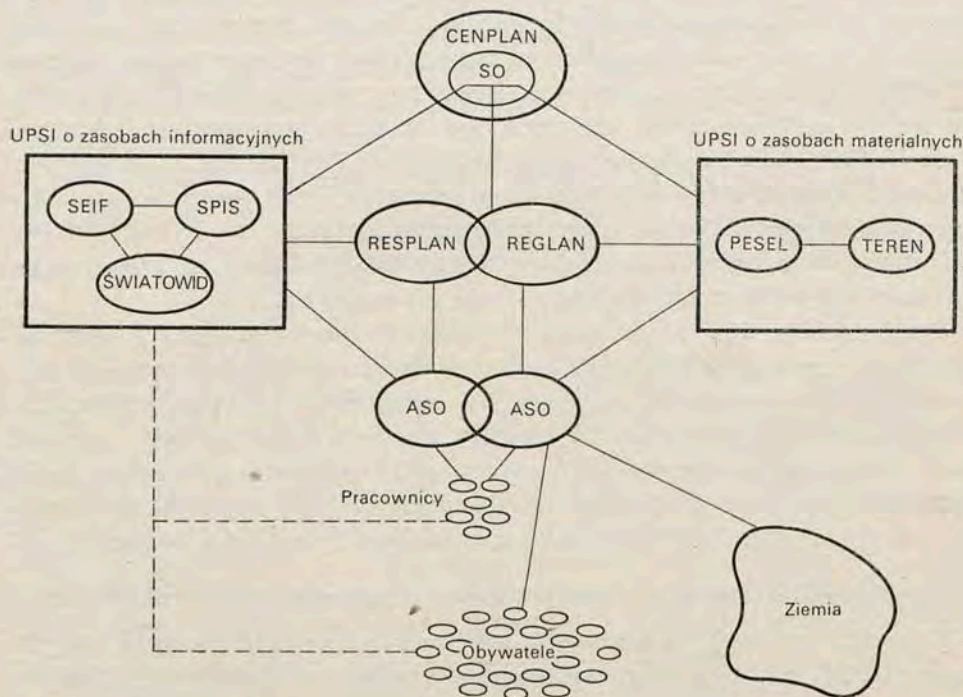 CENPLAN
SO
UPSI o zasobach informacyjnych
UPSI o zasobach materialnych
SEIF
SPIS
ŚWIATOWID
RESPLAN
REGLAN
PESEL
TEREN
ASO
ASO
Pracownicy
Ziemia
Obywatele